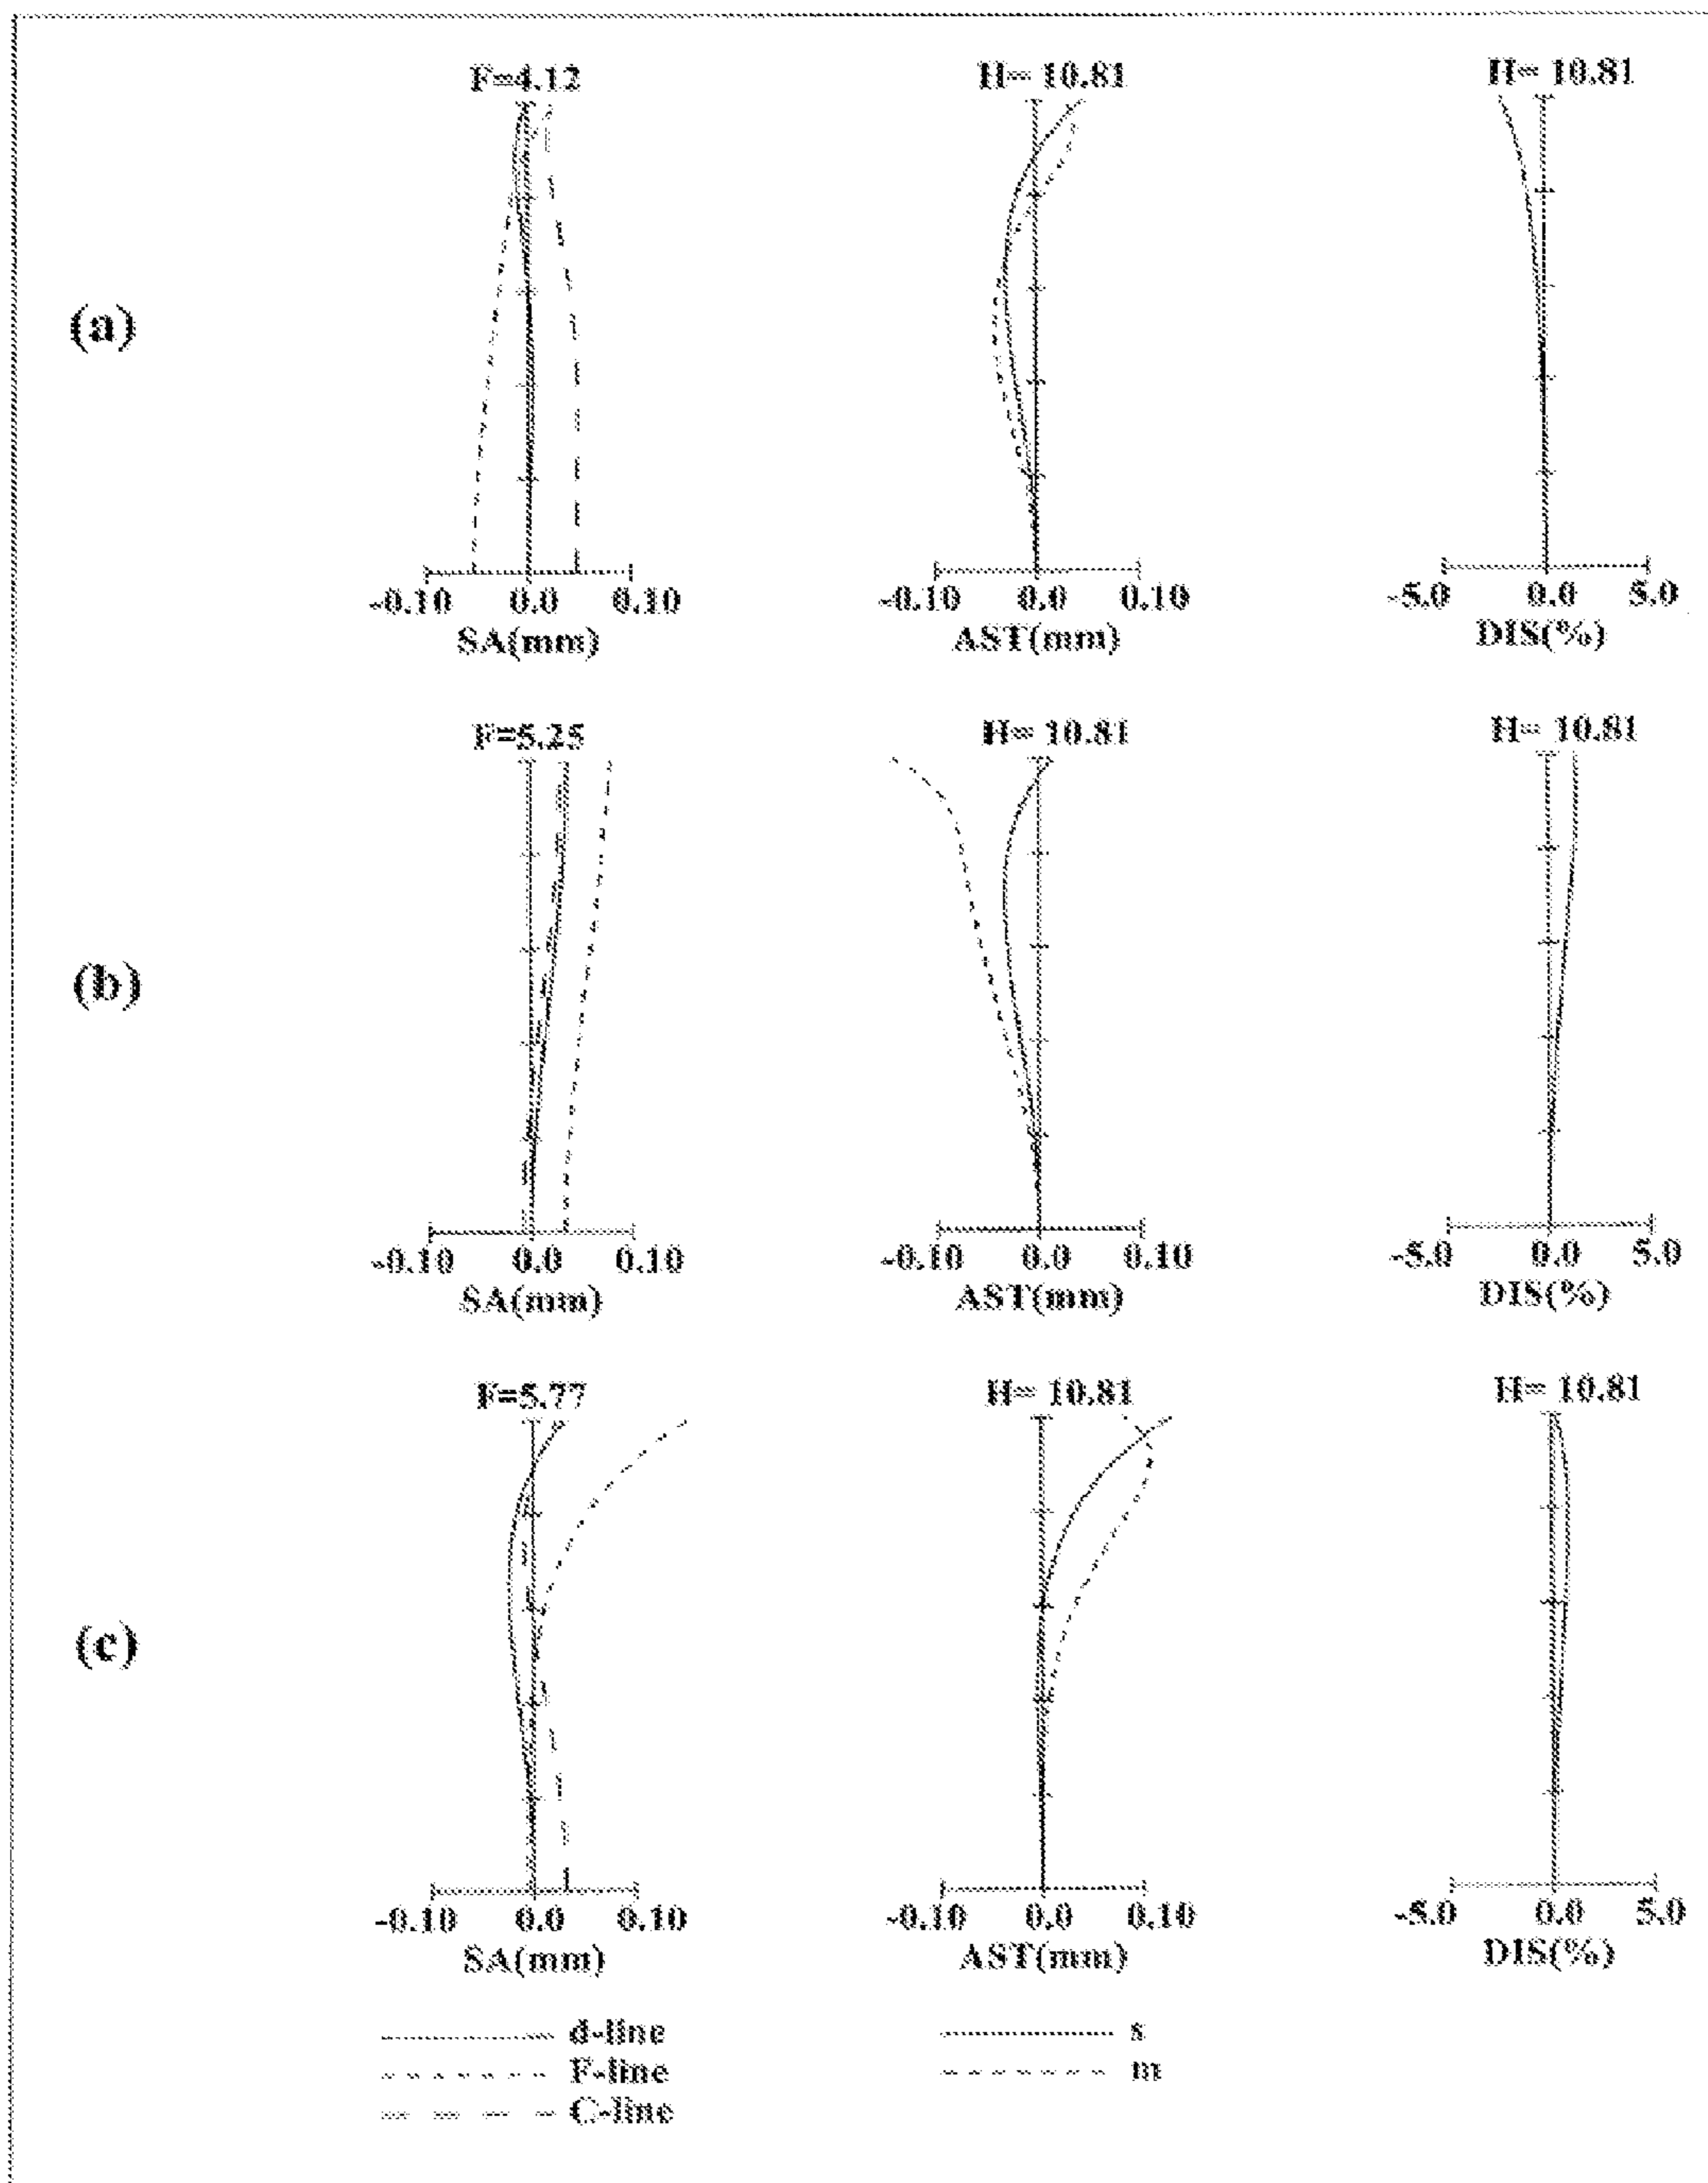 F=4.12 H= 10.81 H= 10.81
(a)
-0.10 0.0 0.10 -0.10 0.0 0.10 -5.0 0.0 5.0
SA(mm) AST(mm) DIS(%)
F=5.25 H= 10.81 H= 10.81
(b)
-0.10 0.0 0.10 -0.10 0.0 0.10 -5.0 0.0 5.0
SA(mm) AST(mm) DIS(%)
F=5.77 H= 10.81 H= 10.81
(c)
-0.10 0.0 0.10 -0.10 0.0 0.10 -5.0 0.0 5.0
SA(mm) AST(mm) DIS(%)
d-line s
F-line m
C-line